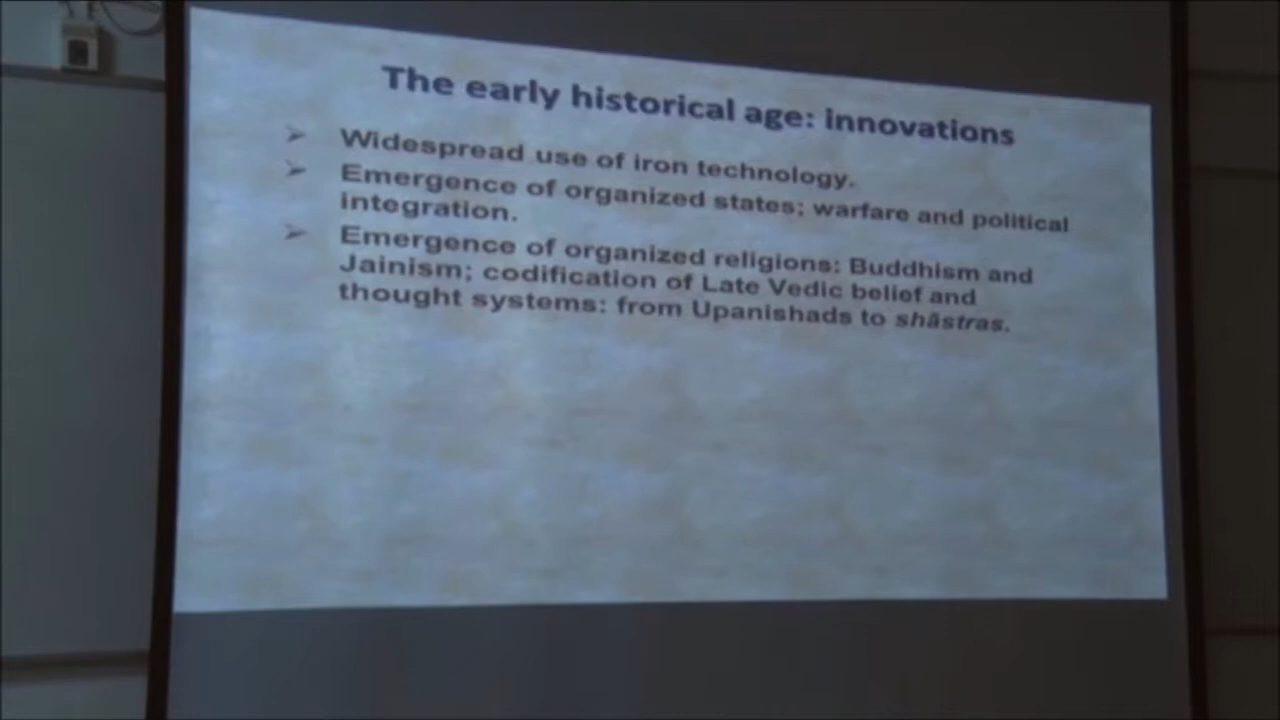 The early historical age: innovations
➢ Widespread use of iron technology.
➢ Emergence of organized states; warfare and political
integration.
➢ Emergence of organized religions: Buddhism and
Jainism; codification of Late Vedic belief and
thought systems: from Upanishads to shāstras.